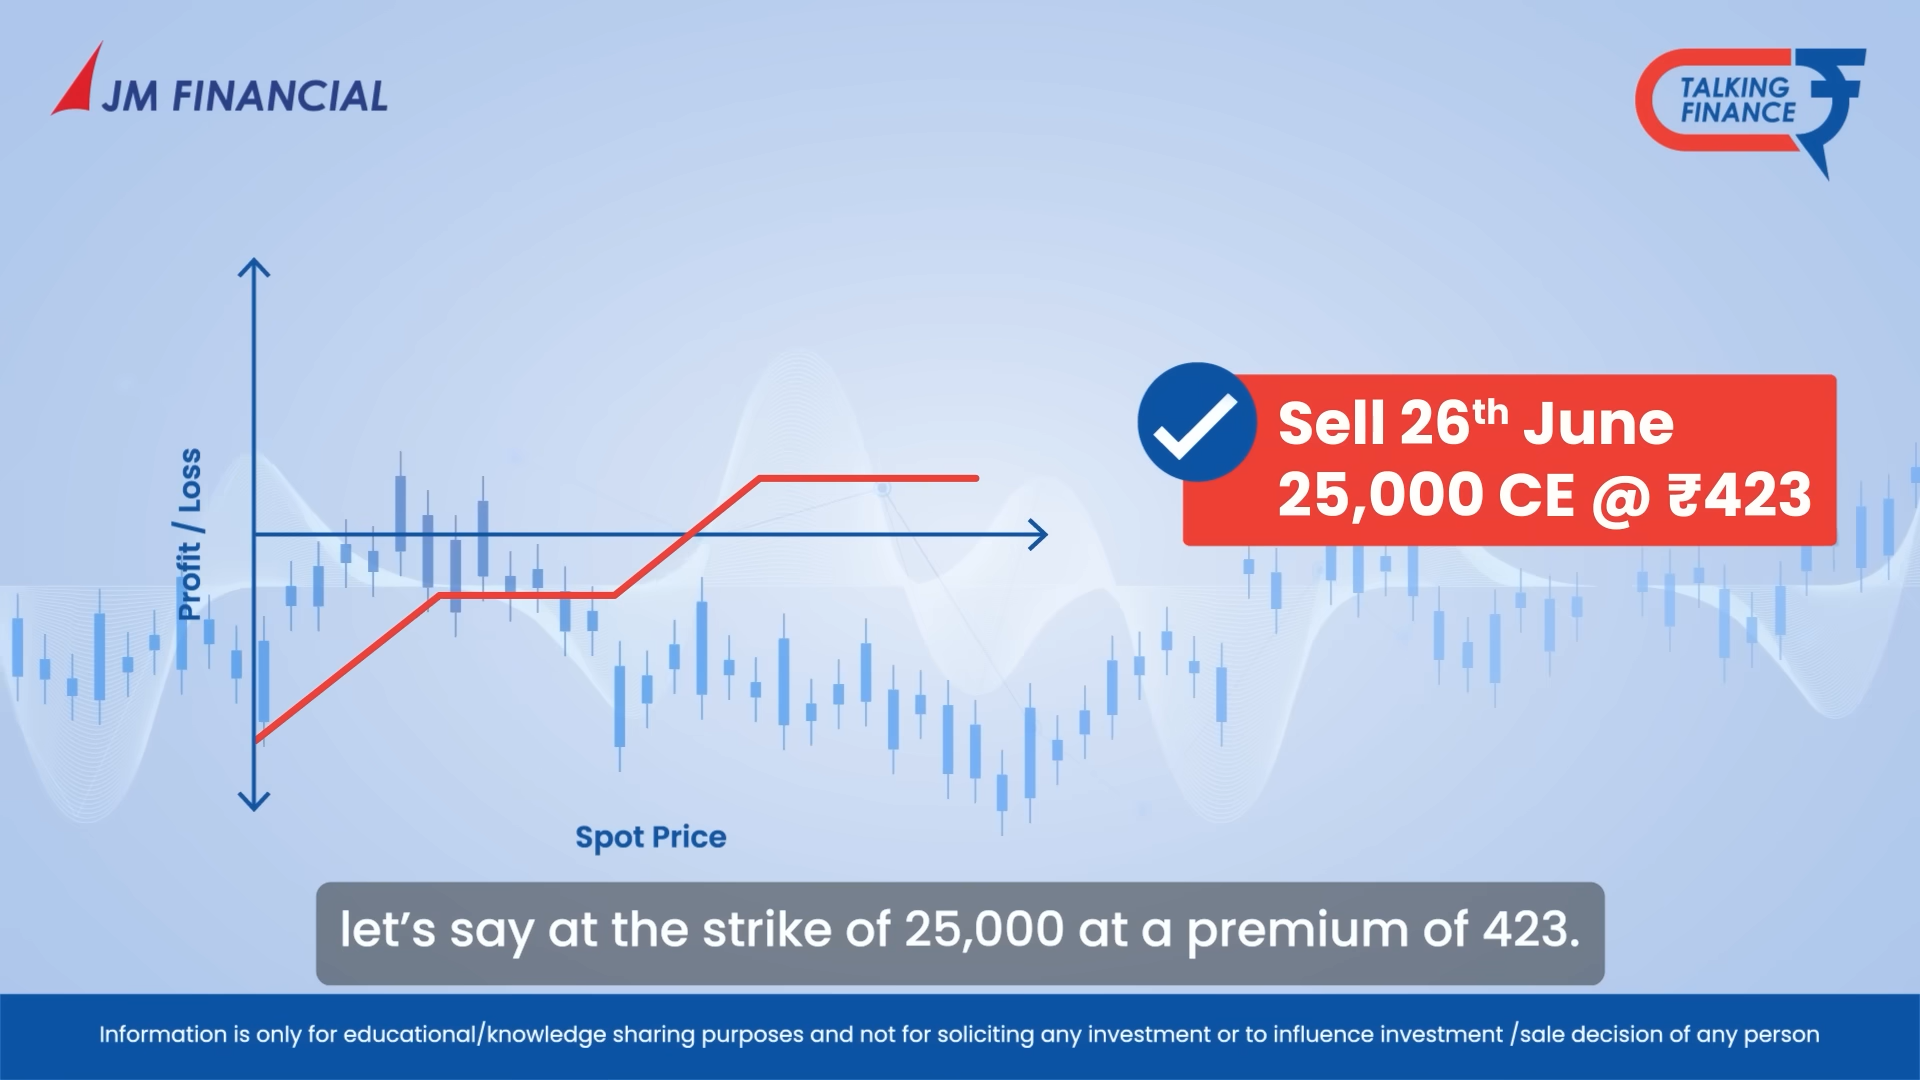 JM FINANCIAL
TALKING
FINANCE
Profit / Loss
Sell 26th June
25,000 CE @ ₹423
Spot Price
let's say at the strike of 25,000 at a premium of 423.
Information is only for educational/knowledge sharing purposes and not for soliciting any investment or to influence investment /sale decision of any person